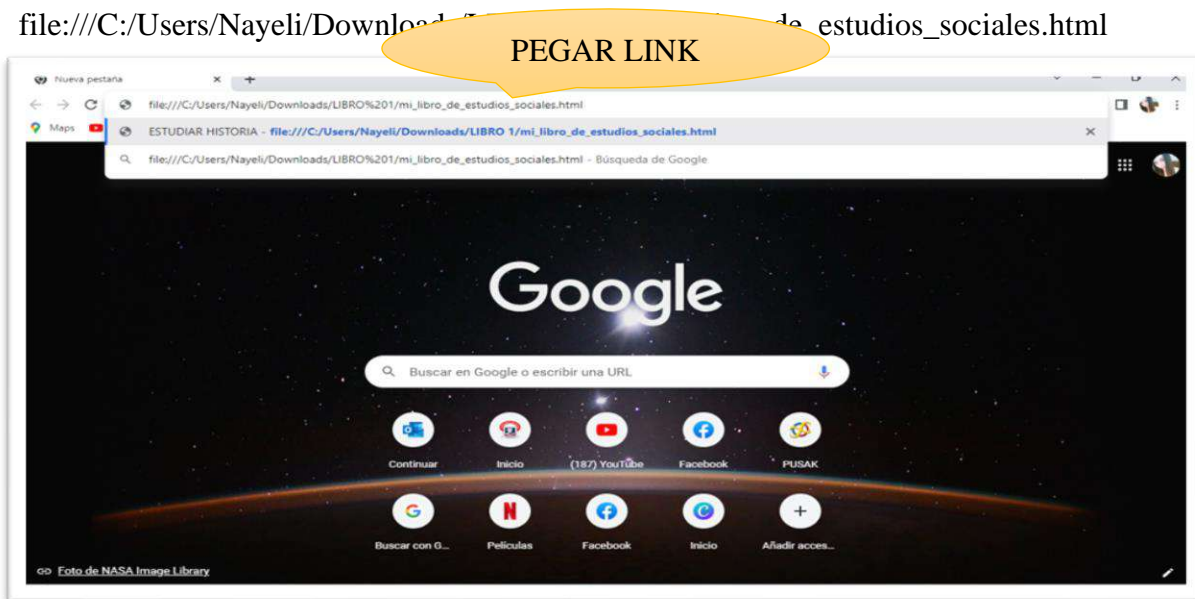 file:///C:/Users/Nayeli/Downloads de_estudios_sociales.html
PEGAR LINK
Nueva pestaña
file:///C:/Users/Nayeli/Downloads/LIBRO%201/mi_libro_de_estudios_sociales.html
Maps
ESTUDIAR HISTORIA - file:///C:/Users/Nayeli/Downloads/LIBRO 1/mi_libro_de_estudios_sociales.html
file:///C:/Users/Nayeli/Downloads/LIBRO%201/mi_libro_de_estudios_sociales.html - Búsqueda de Google
Google
Buscar en Google o escribir una URL
Continuar Inicio (187) YouTube Facebook PUSAK
Buscar con G... Películas Facebook Inicio Añadir acces...
Foto de NASA Image Library